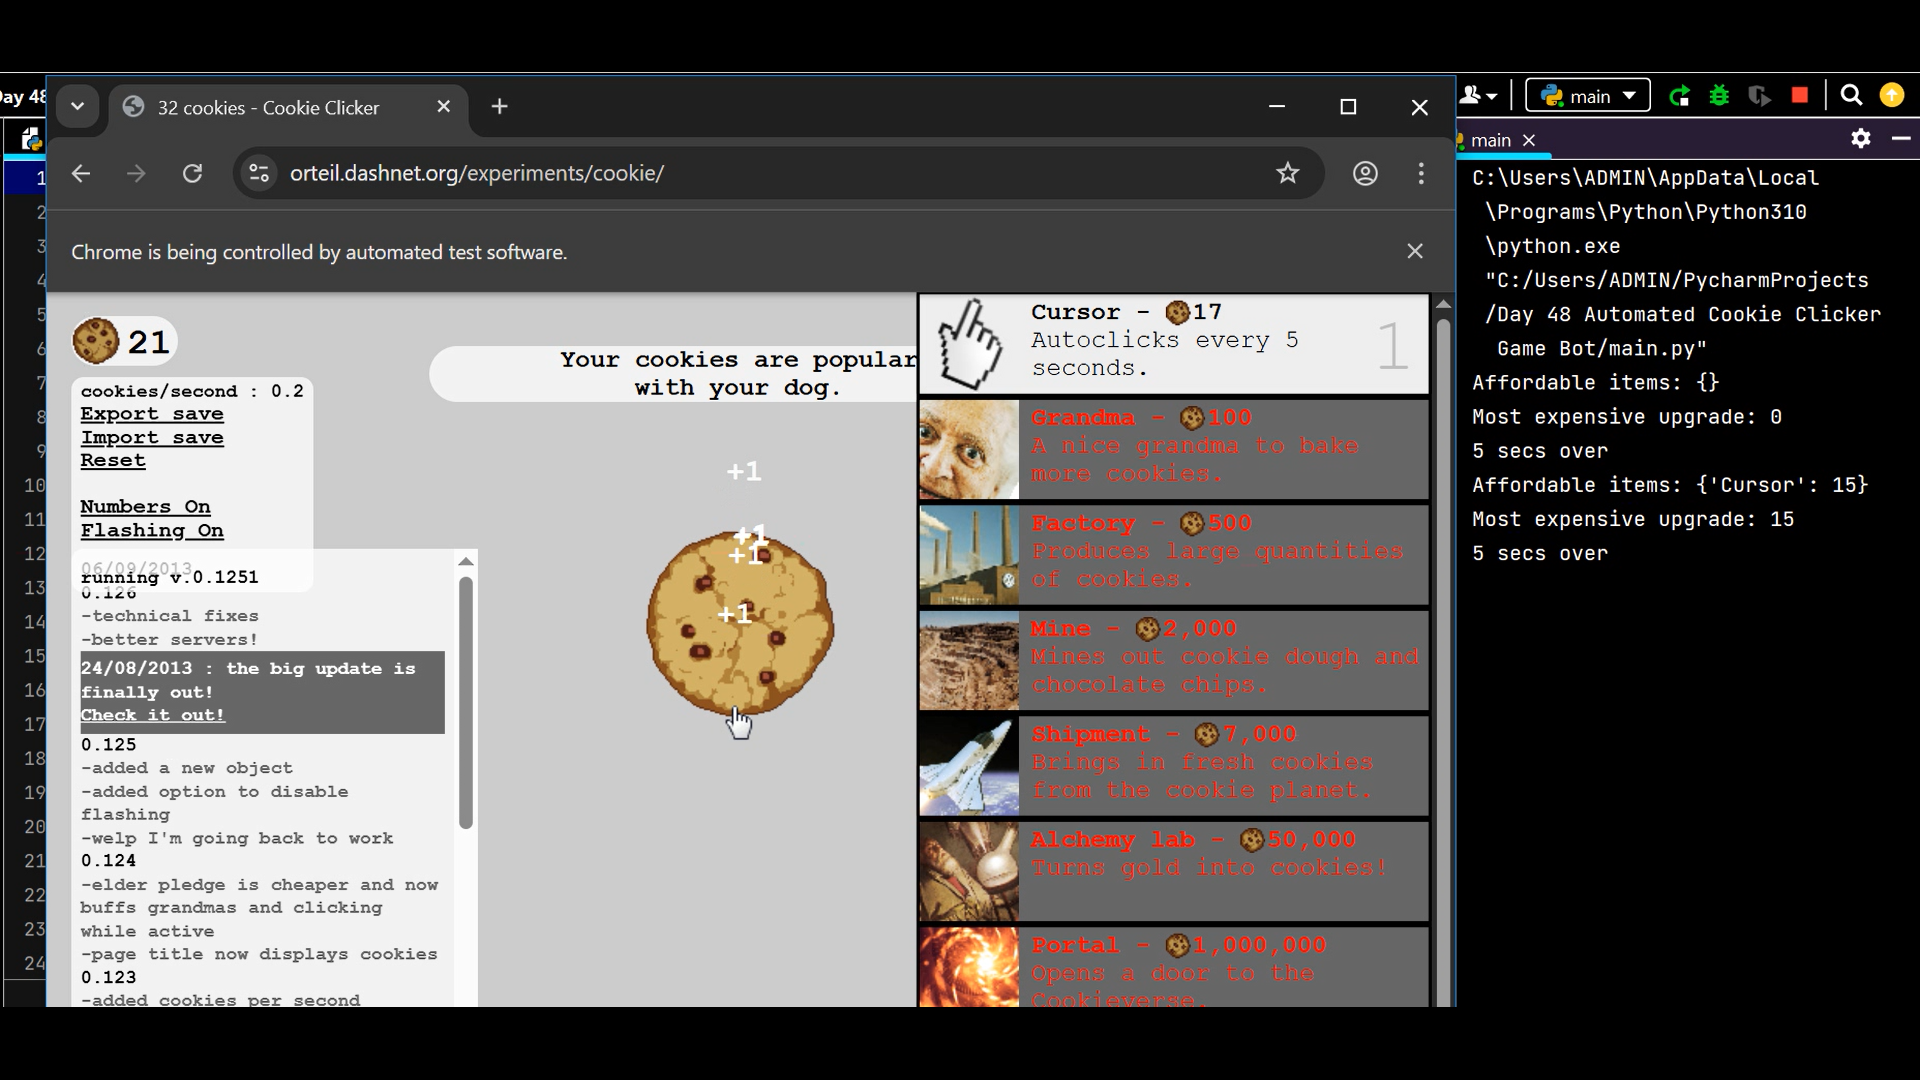 ay 48
32 cookies - Cookie Clicker
main
orteil.dashnet.org/experiments/cookie/
Chrome is being controlled by automated test software.
1
2
3
4
5
6
7
8
9
10
11
12
13
14
15
16
17
18
19
20
21
22
23
24
21
cookies/second : 0.2
Export save
Import save
Reset
Numbers On
Flashing On
06/09/2013
running v.0.1251
0.126
-technical fixes
-better servers!
24/08/2013 : the big update is
finally out!
Check it out!
0.125
-added a new object
-added option to disable
flashing
-welp I'm going back to work
0.124
-elder pledge is cheaper and now
buffs grandmas and clicking
while active
-page title now displays cookies
0.123
-added cookies per second
Your cookies are popular
with your dog.
+1
+1
+1
+1
Cursor - 17
Autoclicks every 5
seconds.
1
Grandma - 100
A nice grandma to bake
more cookies.
Factory - 500
Produces large quantities
of cookies.
Mine - 2,000
Mines out cookie dough and
chocolate chips.
Shipment - 7,000
Brings in fresh cookies
from the cookie planet.
Alchemy lab - 50,000
Turns gold into cookies!
Portal - 1,000,000
Opens a door to the
Cookieverse.
main
C:\Users\ADMIN\AppData\Local
\Programs\Python\Python310
\python.exe
"C:/Users/ADMIN/PycharmProjects
/Day 48 Automated Cookie Clicker
Game Bot/main.py"
Affordable items: {}
Most expensive upgrade: 0
5 secs over
Affordable items: {'Cursor': 15}
Most expensive upgrade: 15
5 secs over